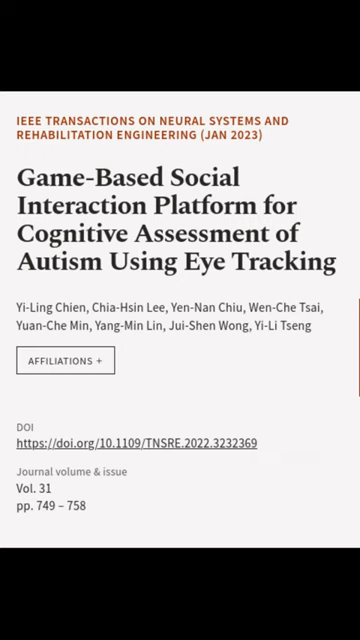 IEEE TRANSACTIONS ON NEURAL SYSTEMS AND
REHABILITATION ENGINEERING (JAN 2023)
Game-Based Social
Interaction Platform for
Cognitive Assessment of
Autism Using Eye Tracking
Yi-Ling Chien, Chia-Hsin Lee, Yen-Nan Chiu, Wen-Che Tsai,
Yuan-Che Min, Yang-Min Lin, Jui-Shen Wong, Yi-Li Tseng
AFFILIATIONS +
DOI
https://doi.org/10.1109/TNSRE.2022.3232369
Journal volume & issue
Vol. 31
pp. 749 – 758